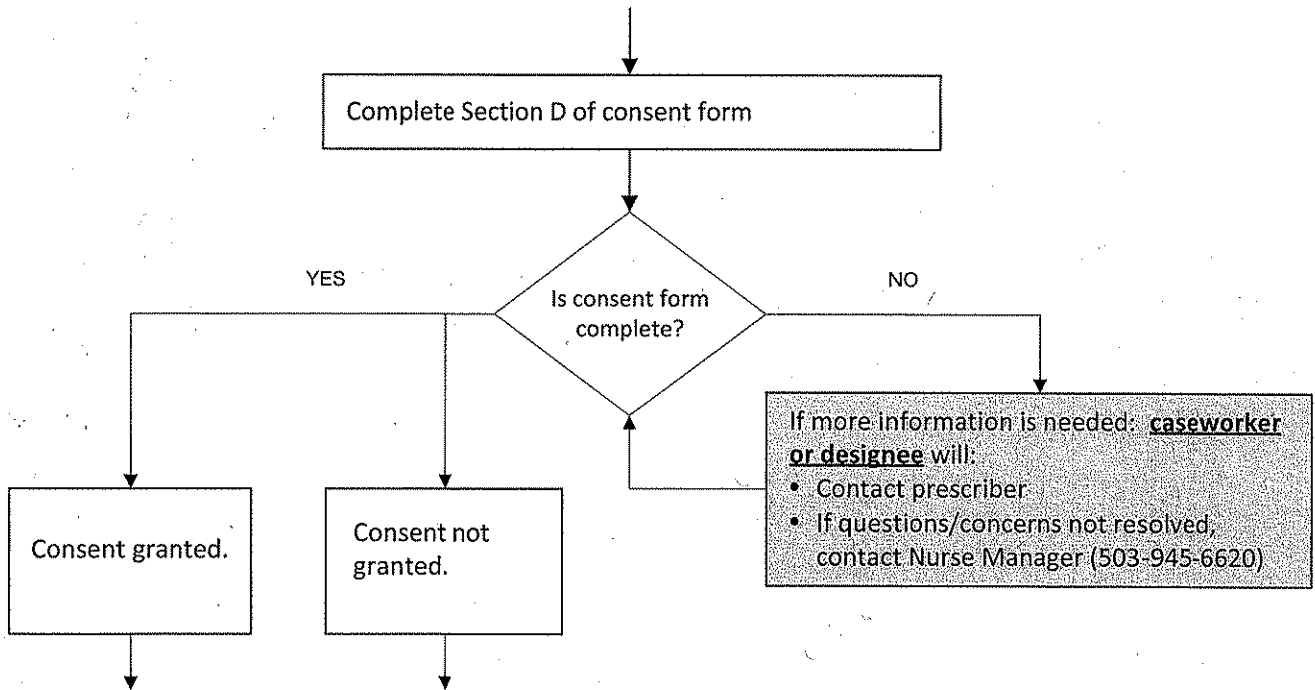 Complete Section D of consent form
YES
NO
Is consent form
complete?
If more information is needed: caseworker
or designee will:
• Contact prescriber
• If questions/concerns not resolved,
contact Nurse Manager (503-945-6620)
Consent granted.
Consent not
granted.